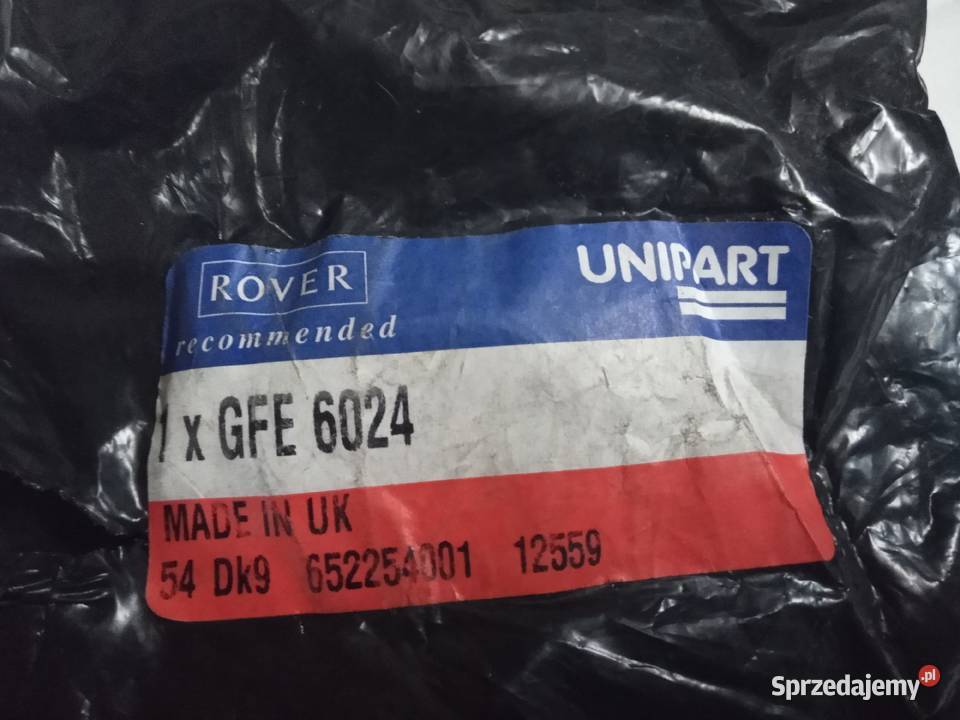 ROVER
UNIPART
recommended
1 x GFE 6024
MADE IN UK
54 Dk9 652254001 12559
Sprzedajemy.pl